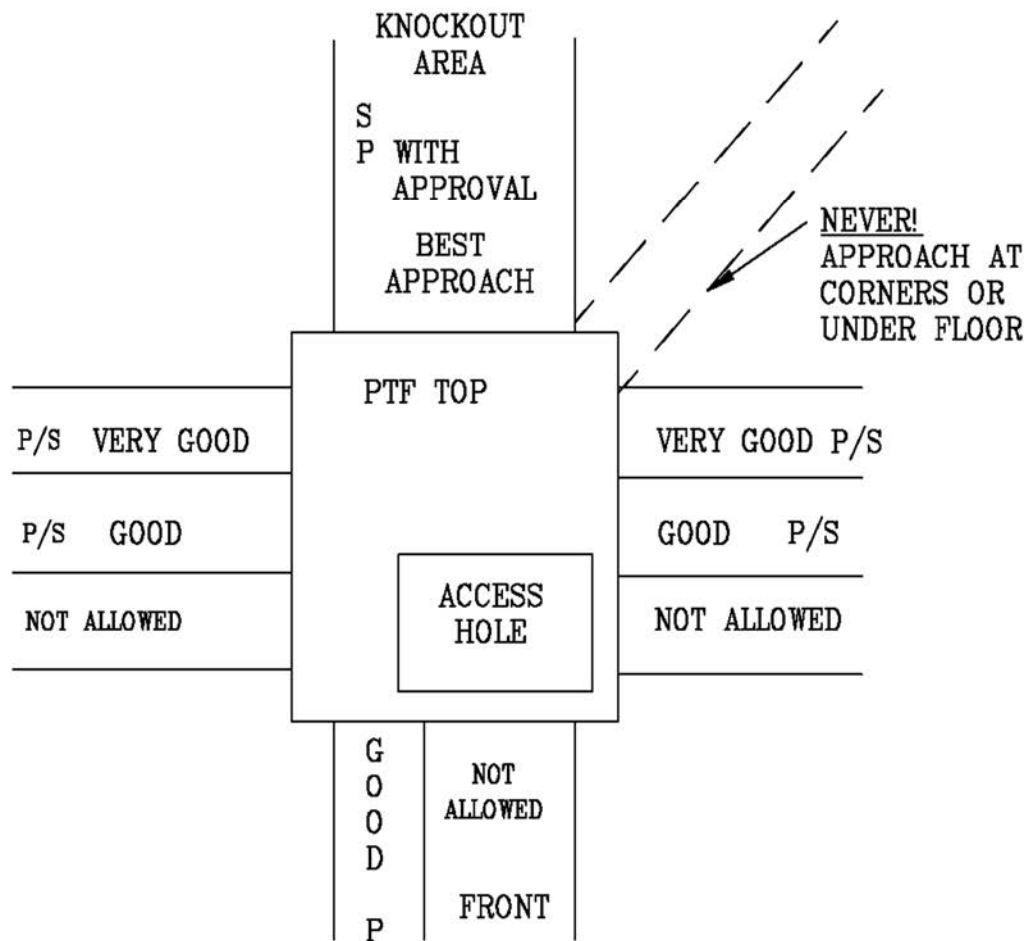 KNOCKOUT
AREA
S
P WITH
APPROVAL
BEST
APPROACH
NEVER!
APPROACH AT
CORNERS OR
UNDER FLOOR
PTF TOP
P/S VERY GOOD
VERY GOOD P/S
P/S GOOD
GOOD P/S
ACCESS
HOLE
NOT ALLOWED
NOT ALLOWED
G
O
O
D
P
NOT
ALLOWED
FRONT